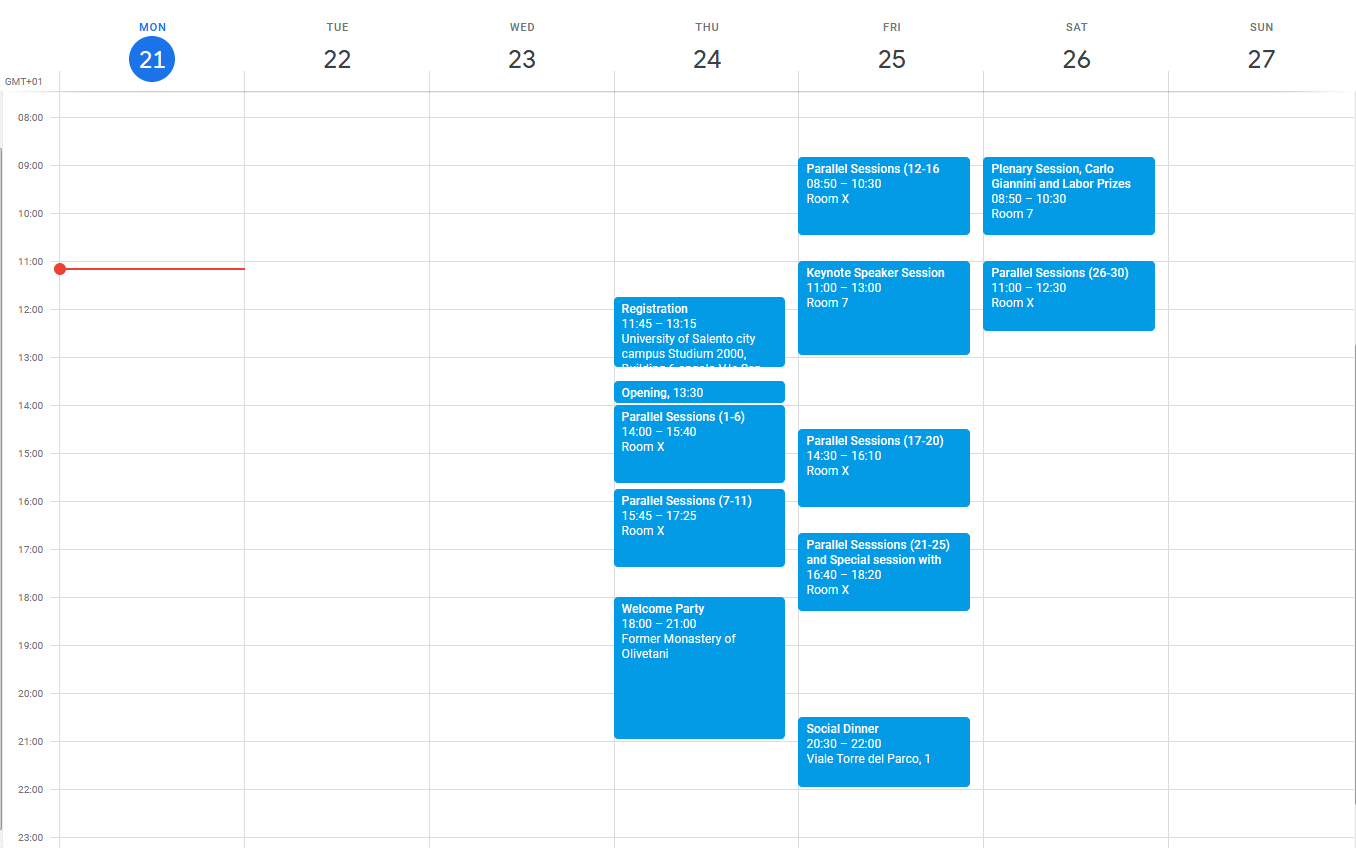 MON
21
TUE
22
WED
23
THU
24
FRI
25
SAT
26
SUN
27
GMT+01
08:00
09:00
10:00
11:00
12:00
13:00
14:00
15:00
16:00
17:00
18:00
19:00
20:00
21:00
22:00
23:00
Registration
11:45 – 13:15
University of Salento city
campus Studium 2000,
Opening, 13:30
Parallel Sessions (1-6)
14:00 – 15:40
Room X
Parallel Sessions (7-11)
15:45 – 17:25
Room X
Welcome Party
18:00 – 21:00
Former Monastery of
Olivetani
Parallel Sessions (12-16
08:50 – 10:30
Room X
Keynote Speaker Session
11:00 – 13:00
Room 7
Parallel Sessions (17-20)
14:30 – 16:10
Room X
Parallel Sesssions (21-25)
and Special session with
16:40 – 18:20
Room X
Social Dinner
20:30 – 22:00
Viale Torre del Parco, 1
Plenary Session, Carlo
Giannini and Labor Prizes
08:50 – 10:30
Room 7
Parallel Sessions (26-30)
11:00 – 12:30
Room X